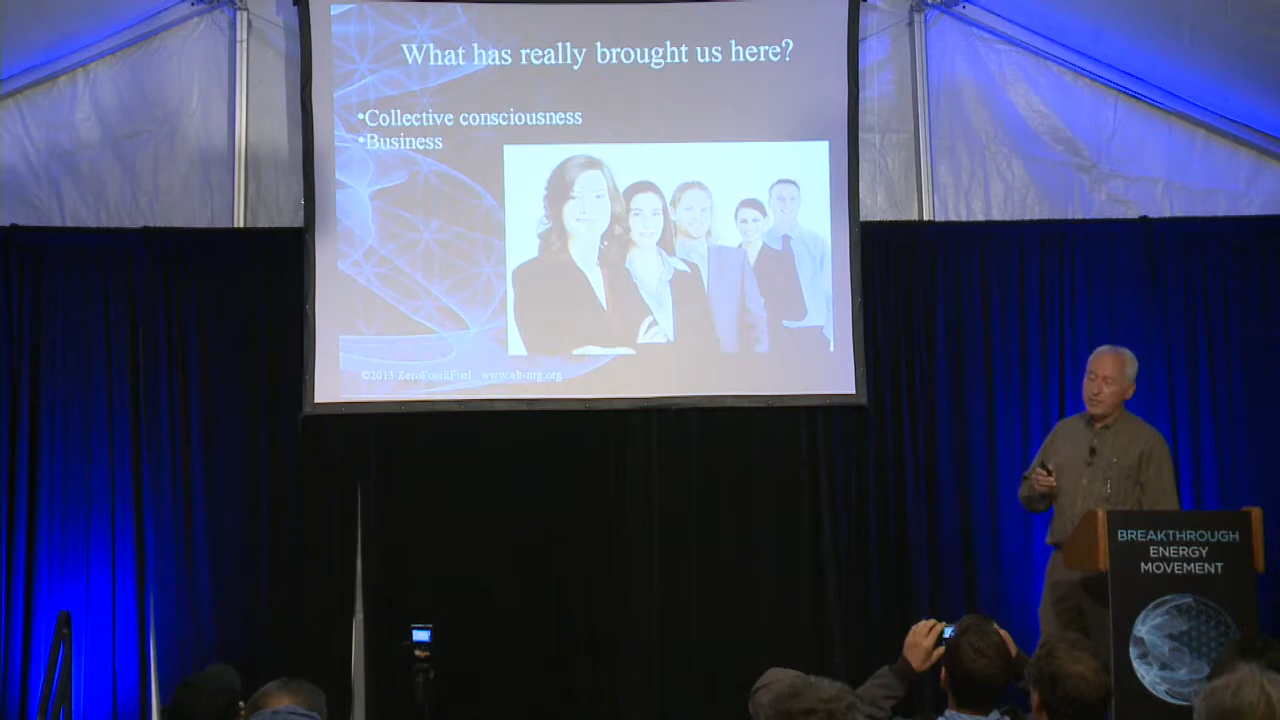 What has really brought us here?
•Collective consciousness
•Business
©2013 ZeroFossilFuel www.alt-nrg.org
BREAKTHROUGH
ENERGY
MOVEMENT